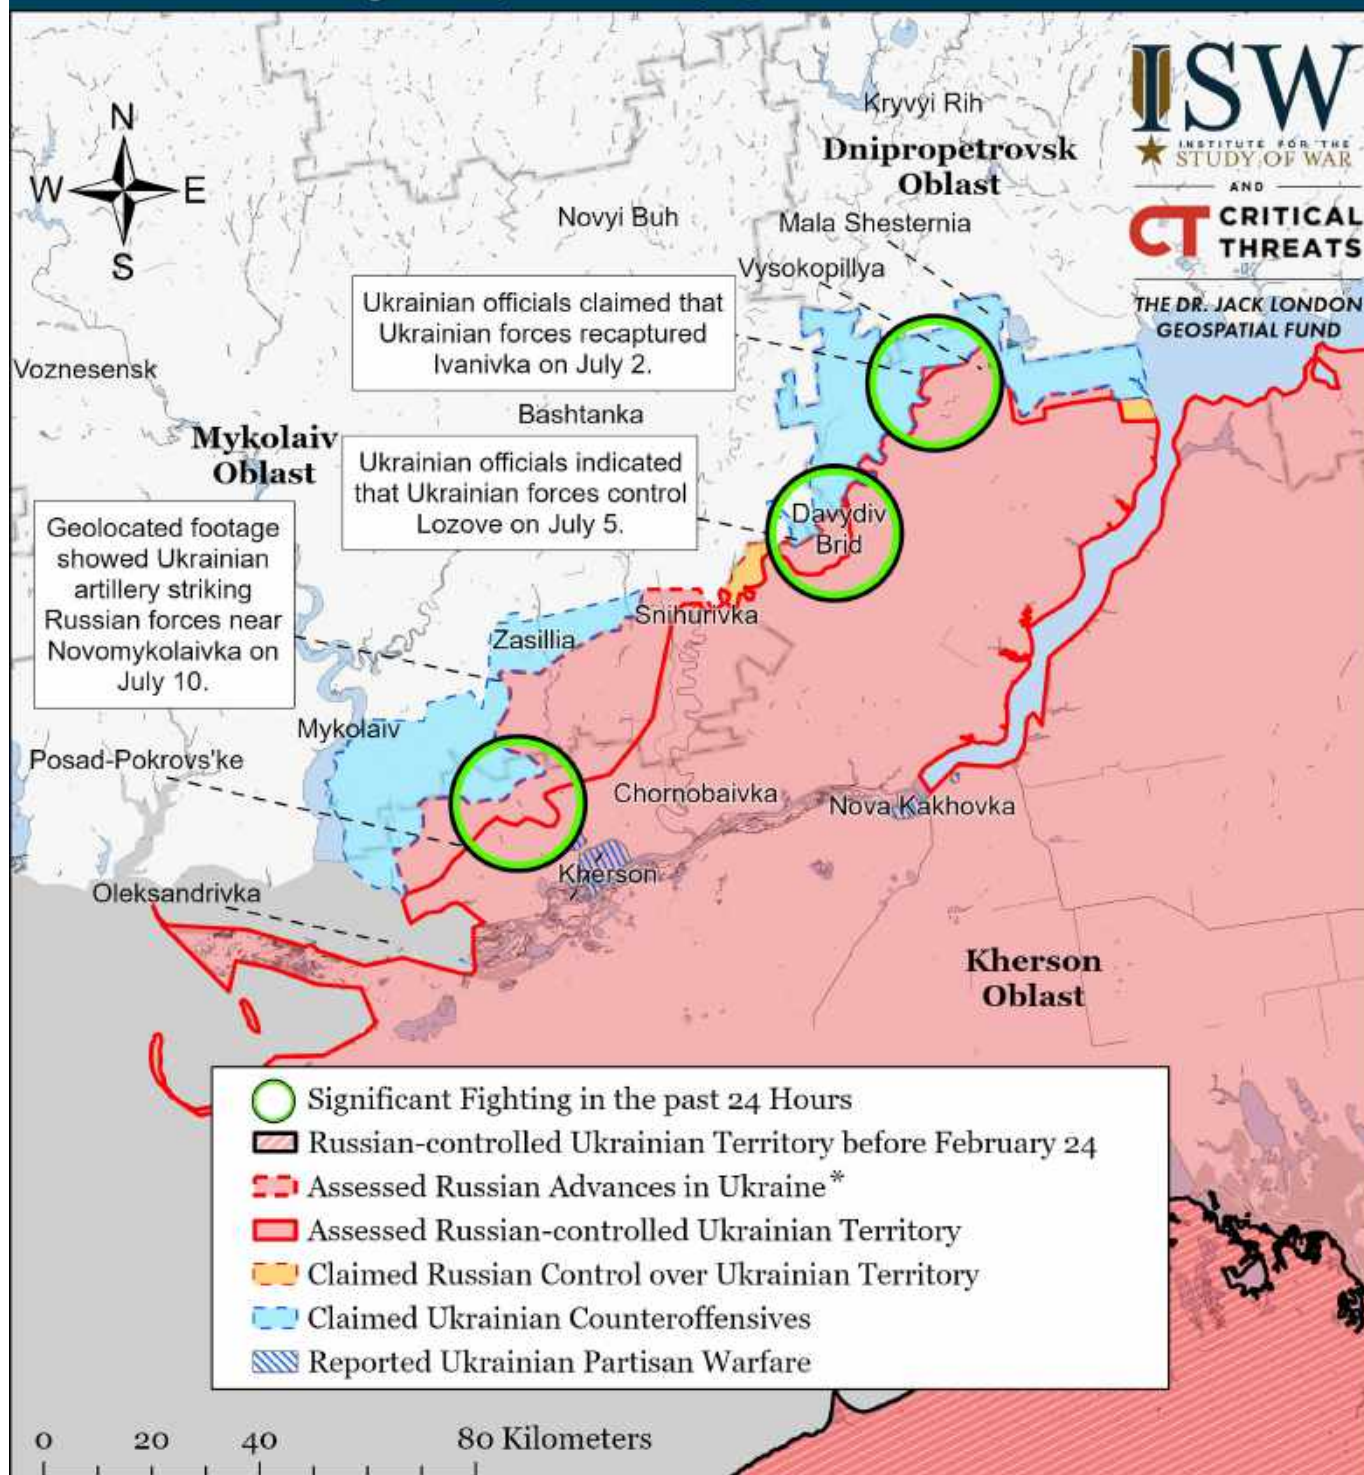 N
W E
S
ISW
INSTITUTE FOR THE
STUDY OF WAR
AND
CT CRITICAL
THREATS
THE DR. JACK LONDON
GEOSPATIAL FUND
Kryvyi Rih
Dnipropetrovsk
Oblast
Novyi Buh
Mala Shesternia
Vysokopillya
Ukrainian officials claimed that
Ukrainian forces recaptured
Ivanivka on July 2.
Voznesensk
Bashtanka
Mykolaiv
Oblast
Ukrainian officials indicated
that Ukrainian forces control
Lozove on July 5.
Davydiv
Brid
Geolocated footage
showed Ukrainian
artillery striking
Russian forces near
Novomykolaivka on
July 10.
Snihurivka
Zasillia
Mykolaiv
Posad-Pokrovs'ke
Chornobaivka
Nova Kakhovka
Kherson
Oleksandrivka
Kherson
Oblast
Significant Fighting in the past 24 Hours
Russian-controlled Ukrainian Territory before February 24
Assessed Russian Advances in Ukraine*
Assessed Russian-controlled Ukrainian Territory
Claimed Russian Control over Ukrainian Territory
Claimed Ukrainian Counteroffensives
Reported Ukrainian Partisan Warfare
0 20 40 80 Kilometers